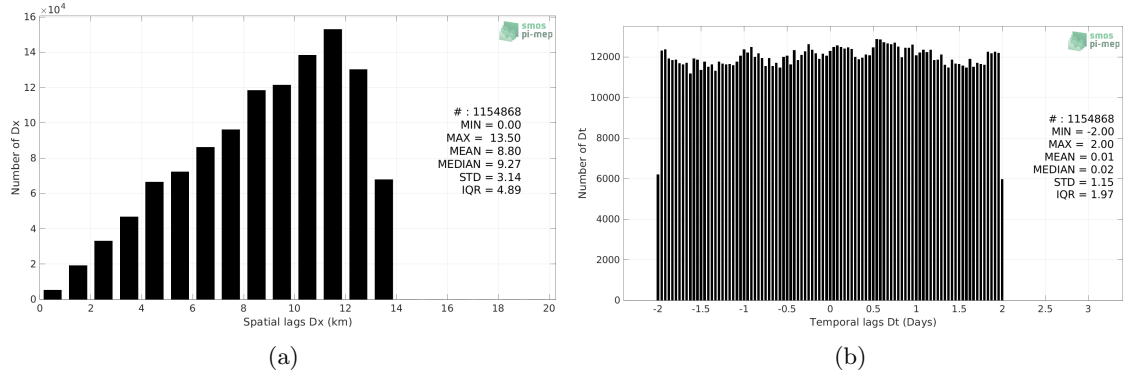 ×10⁴
16
14
12
10
8
6
4
2
0
Number of Dx
0 2 4 6 8 10 12 14 16 18 20
Spatial lags Dx (km)
smos
pi-mep
# : 1154868
MIN = 0.00
MAX = 13.50
MEAN = 8.80
MEDIAN = 9.27
STD = 3.14
IQR = 4.89
(a)
12000
10000
8000
6000
4000
2000
0
Number of Dt
-2 -1.5 -1 -0.5 0 0.5 1 1.5 2 2.5 3
Temporal lags Dt (Days)
smos
pi-mep
# : 1154868
MIN = -2.00
MAX = 2.00
MEAN = 0.01
MEDIAN = 0.02
STD = 1.15
IQR = 1.97
(b)